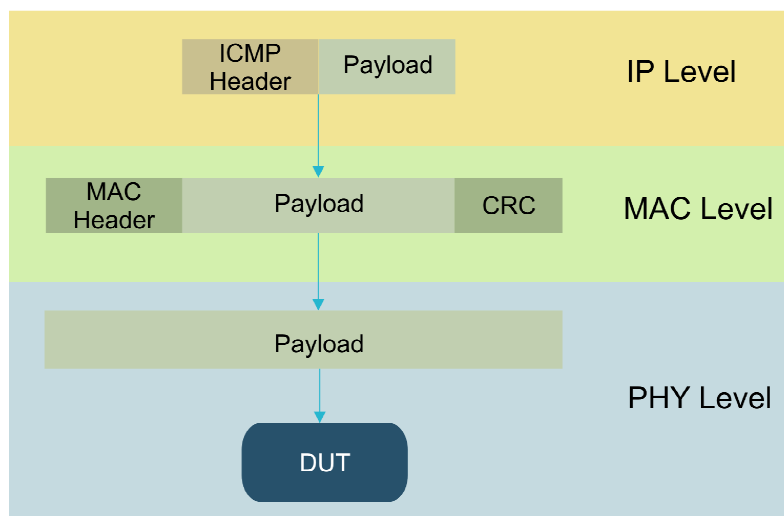 ICMP
Header
Payload
IP Level
MAC
Header
Payload
CRC
MAC Level
Payload
PHY Level
DUT